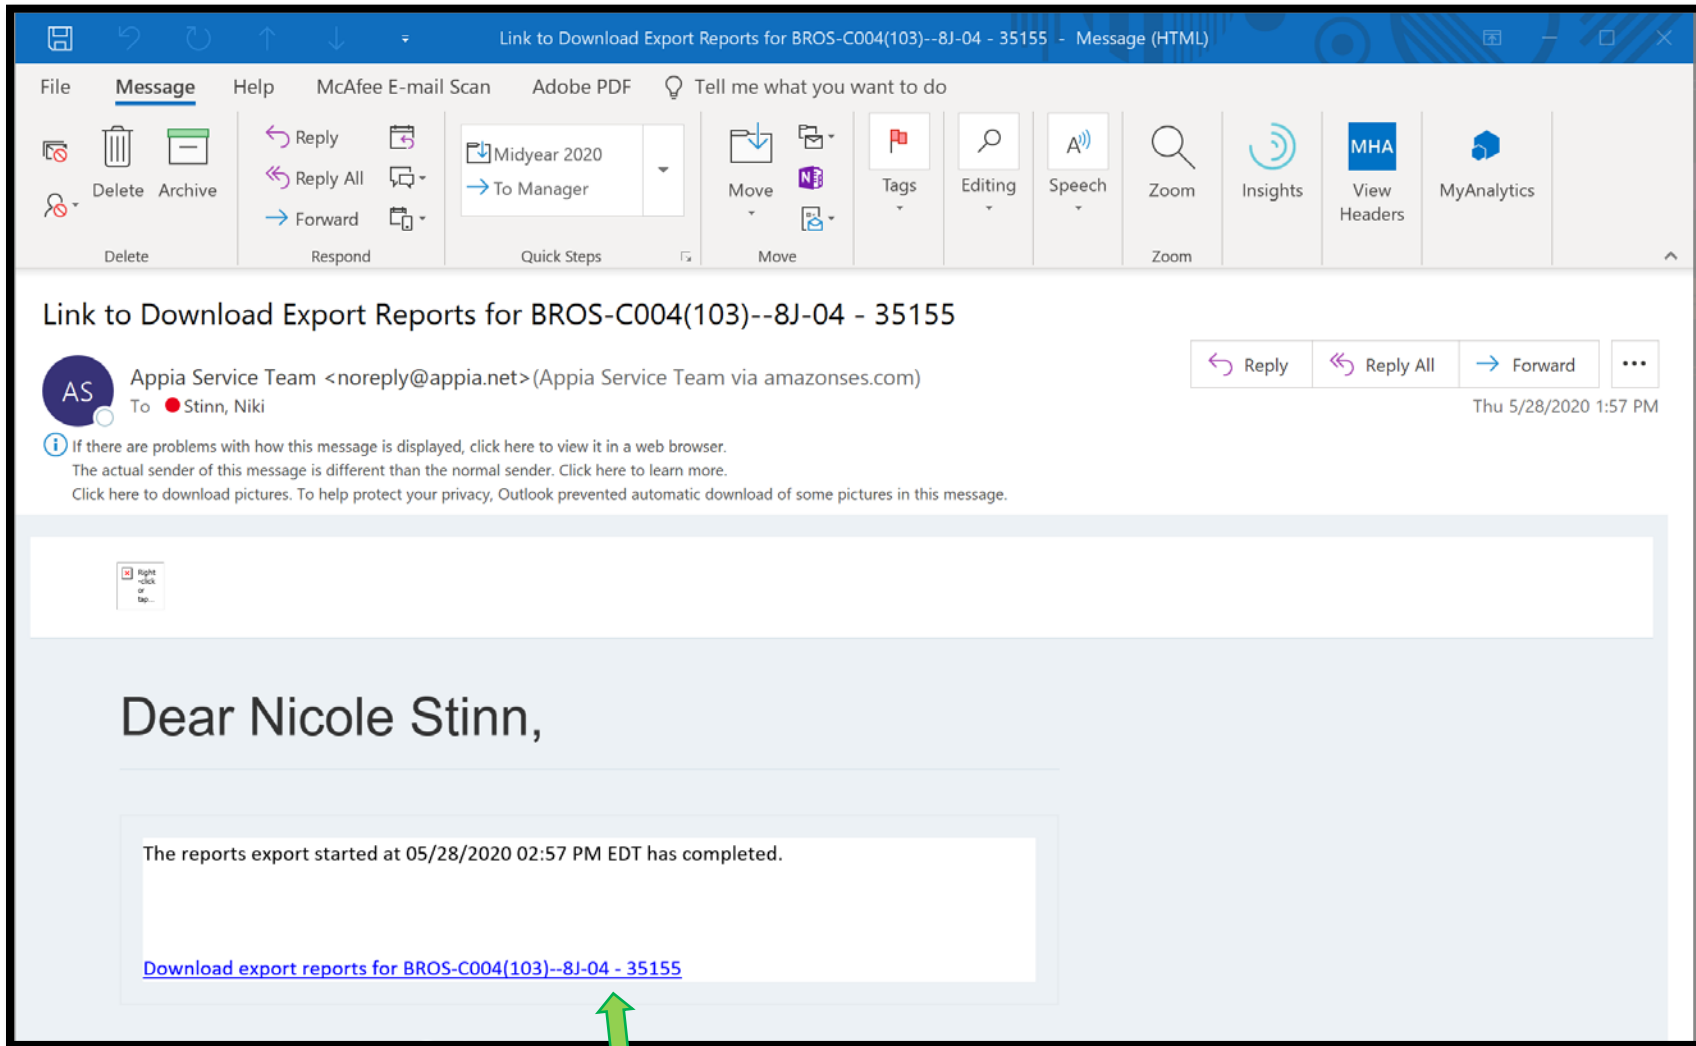 Link to Download Export Reports for BROS-C004(103)--8J-04 - 35155 - Message (HTML)
File Message Help McAfee E-mail Scan Adobe PDF Tell me what you want to do
Delete Archive
Reply
Reply All
Forward
Midyear 2020
To Manager
Move
Tags
Editing
Speech
Zoom
Insights
MHA
View
Headers
MyAnalytics
Delete Respond Quick Steps Move Zoom
Link to Download Export Reports for BROS-C004(103)--8J-04 - 35155
AS
Appia Service Team <noreply@appia.net>(Appia Service Team via amazonses.com)
To Stinn, Niki
Reply Reply All Forward
Thu 5/28/2020 1:57 PM
If there are problems with how this message is displayed, click here to view it in a web browser.
The actual sender of this message is different than the normal sender. Click here to learn more.
Click here to download pictures. To help protect your privacy, Outlook prevented automatic download of some pictures in this message.
Right
-click
or
tap...
Dear Nicole Stinn,
The reports export started at 05/28/2020 02:57 PM EDT has completed.
Download export reports for BROS-C004(103)--8J-04 - 35155